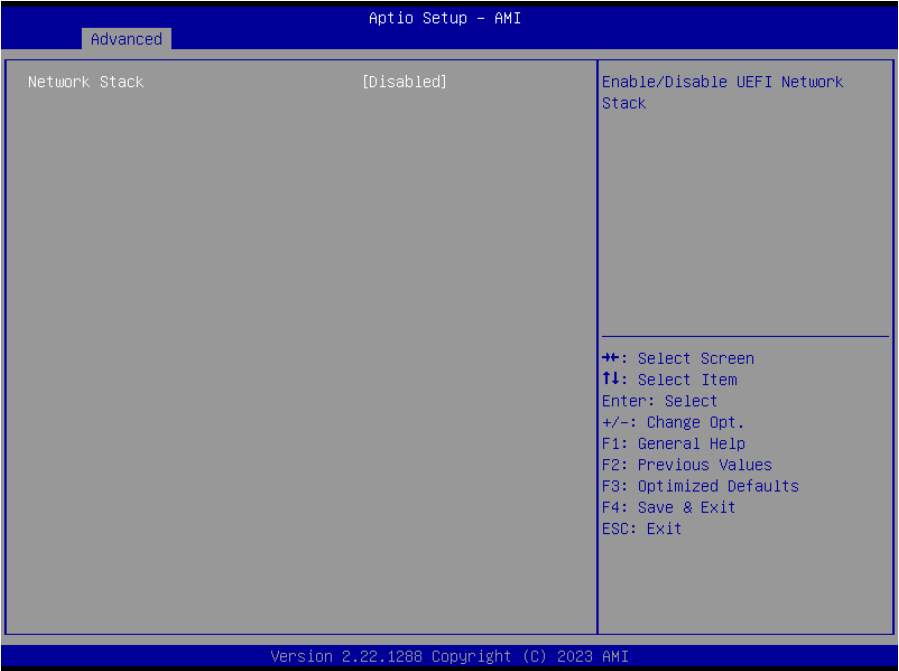 Aptio Setup – AMI
Advanced
Network Stack [Disabled]
Enable/Disable UEFI Network
Stack
→←: Select Screen
↑↓: Select Item
Enter: Select
+/-: Change Opt.
F1: General Help
F2: Previous Values
F3: Optimized Defaults
F4: Save & Exit
ESC: Exit
Version 2.22.1288 Copyright (C) 2023 AMI